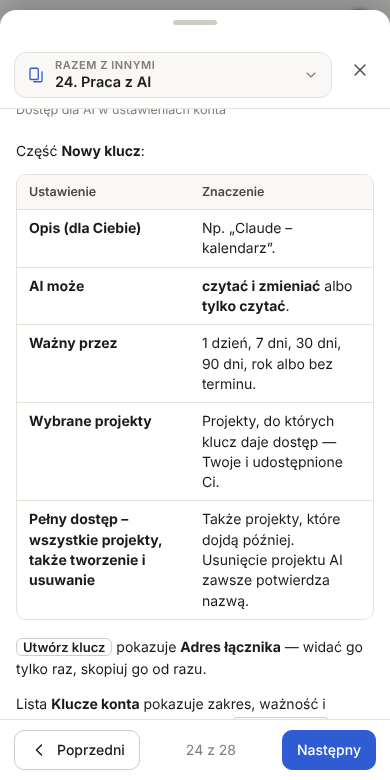 RAZEM Z INNYMI
24. Praca z AI
Dostęp dla AI w ustawieniach konta
Część Nowy klucz:
Ustawienie Znaczenie
Opis (dla Ciebie) Np. „Claude –
kalendarz”.
AI może czytać i zmieniać albo
tylko czytać.
Ważny przez 1 dzień, 7 dni, 30 dni,
90 dni, rok albo bez
terminu.
Wybrane projekty Projekty, do których
klucz daje dostęp —
Twoje i udostępnione
Ci.
Pełny dostęp – Także projekty, które
wszystkie projekty, dojdą później.
także tworzenie i Usunięcie projektu AI
usuwanie zawsze potwierdza
nazwą.
Utwórz klucz pokazuje Adres łącznika — widać go
tylko raz, skopiuj go od razu.
Lista Klucze konta pokazuje zakres, ważność i
Poprzedni 24 z 28 Następny